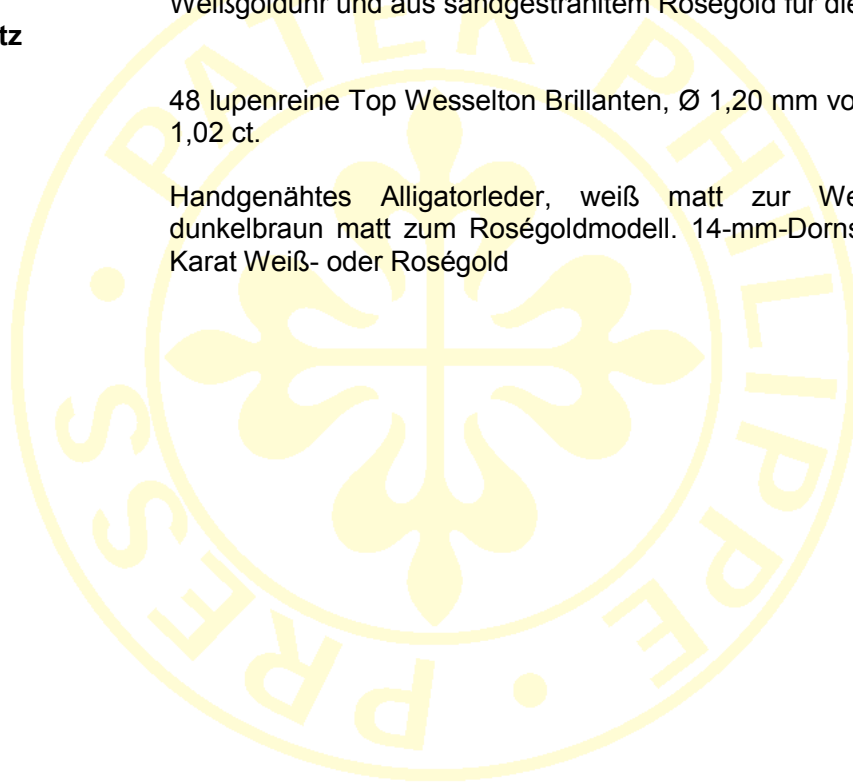 Weißgolduhr und aus sandgestrahltem Roségold für die
tz
48 lupenreine Top Wesselton Brillanten, Ø 1,20 mm vo
1,02 ct.
Handgenähtes Alligatorleder, weiß matt zur We
dunkelbraun matt zum Roségoldmodell. 14-mm-Dorns
Karat Weiß- oder Roségold
PATEK PHILIPPE • PRESS •